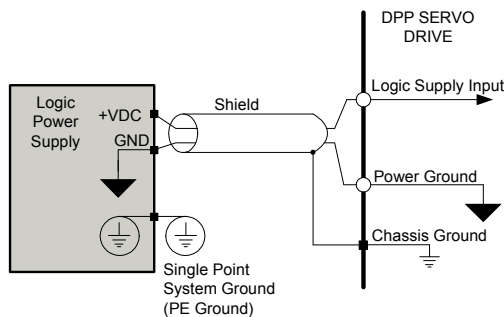 DPP SERVO
DRIVE
Logic Supply Input
Logic
Power
Supply
+VDC
GND
Shield
Power Ground
Chassis Ground
Single Point
System Ground
(PE Ground)